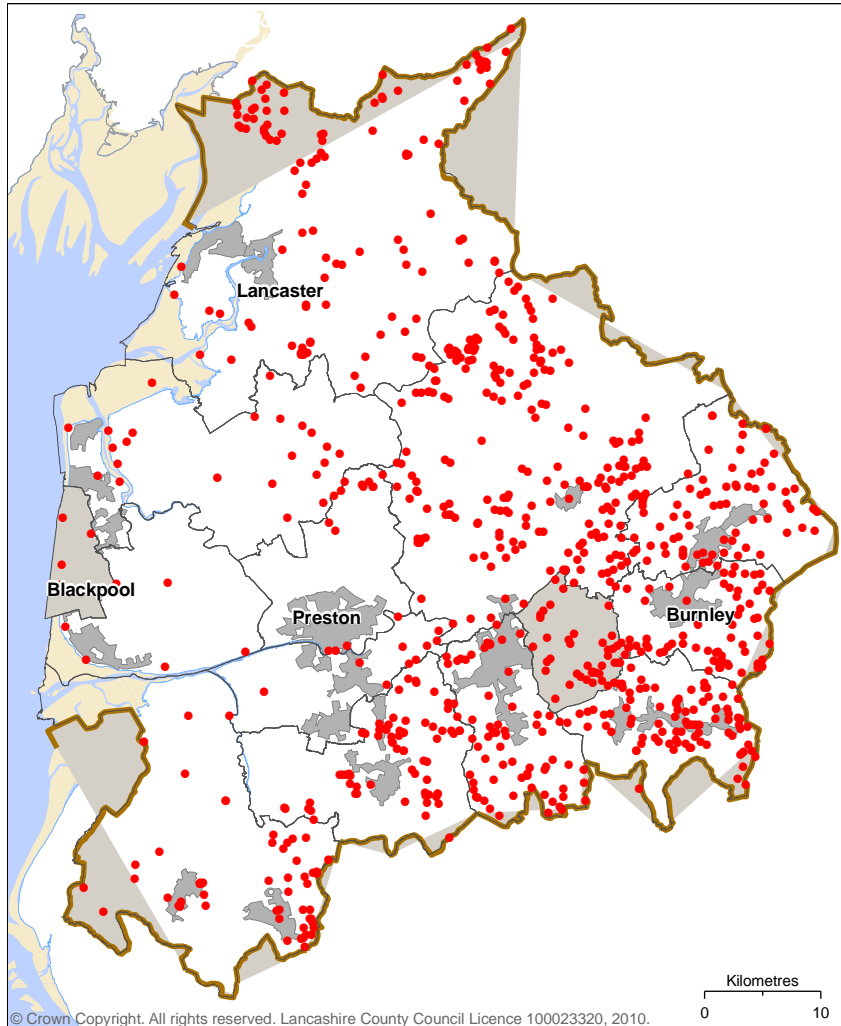 Lancaster
Blackpool
Preston
Burnley
Kilometres
0 10
© Crown Copyright. All rights reserved. Lancashire County Council Licence 100023320, 2010.